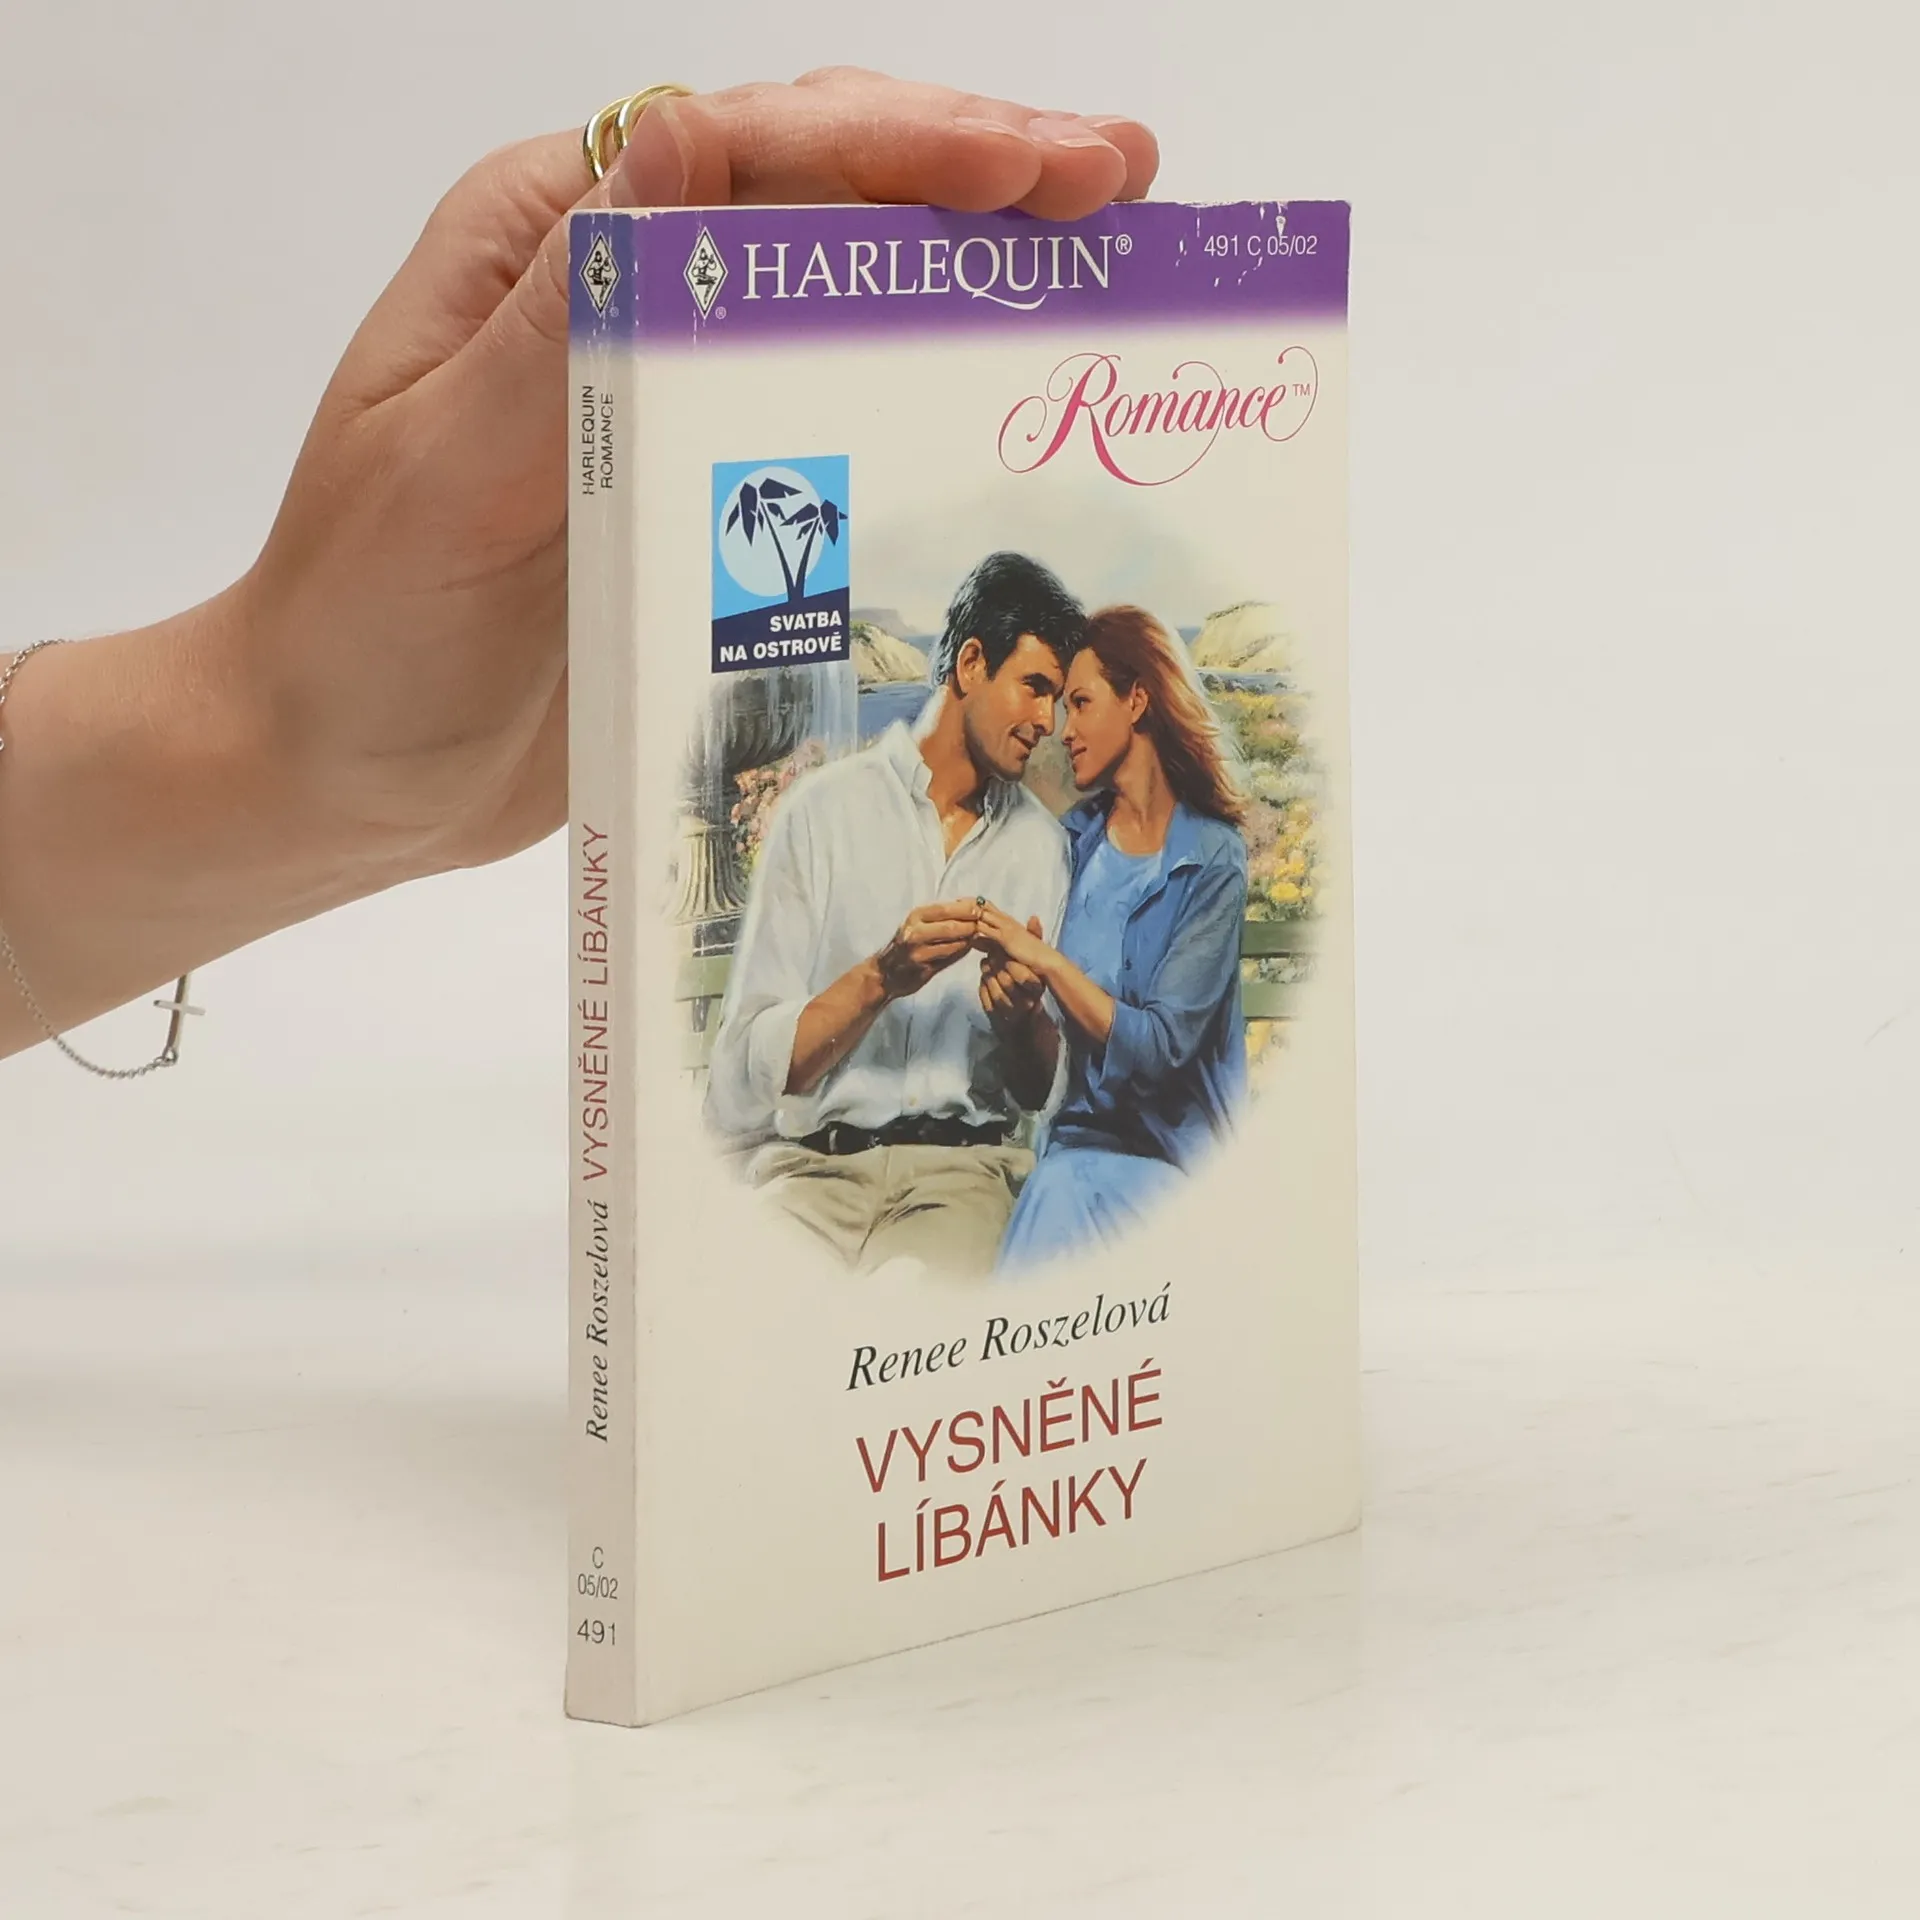 HARLEQUIN®
491 C 05/02
Romance™
SVATBA
NA OSTROVĚ
Renee Roszelová
VYSNĚNÉ
LÍBÁNKY
®
®
HARLEQUIN
ROMANCE
Renee Roszelová VYSNĚNÉ LÍBÁNKY
C
05/02
491